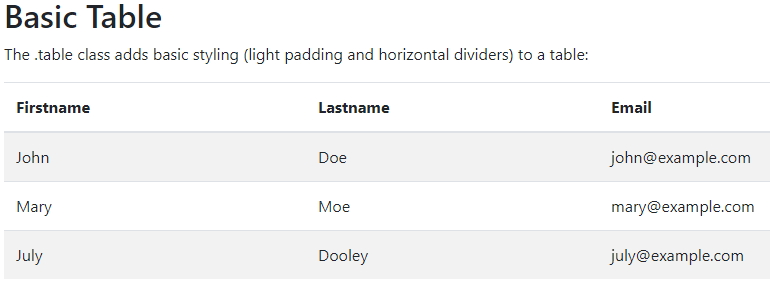 Basic Table
The .table class adds basic styling (light padding and horizontal dividers) to a table:
Firstname Lastname Email
John Doe john@example.com
Mary Moe mary@example.com
July Dooley july@example.com